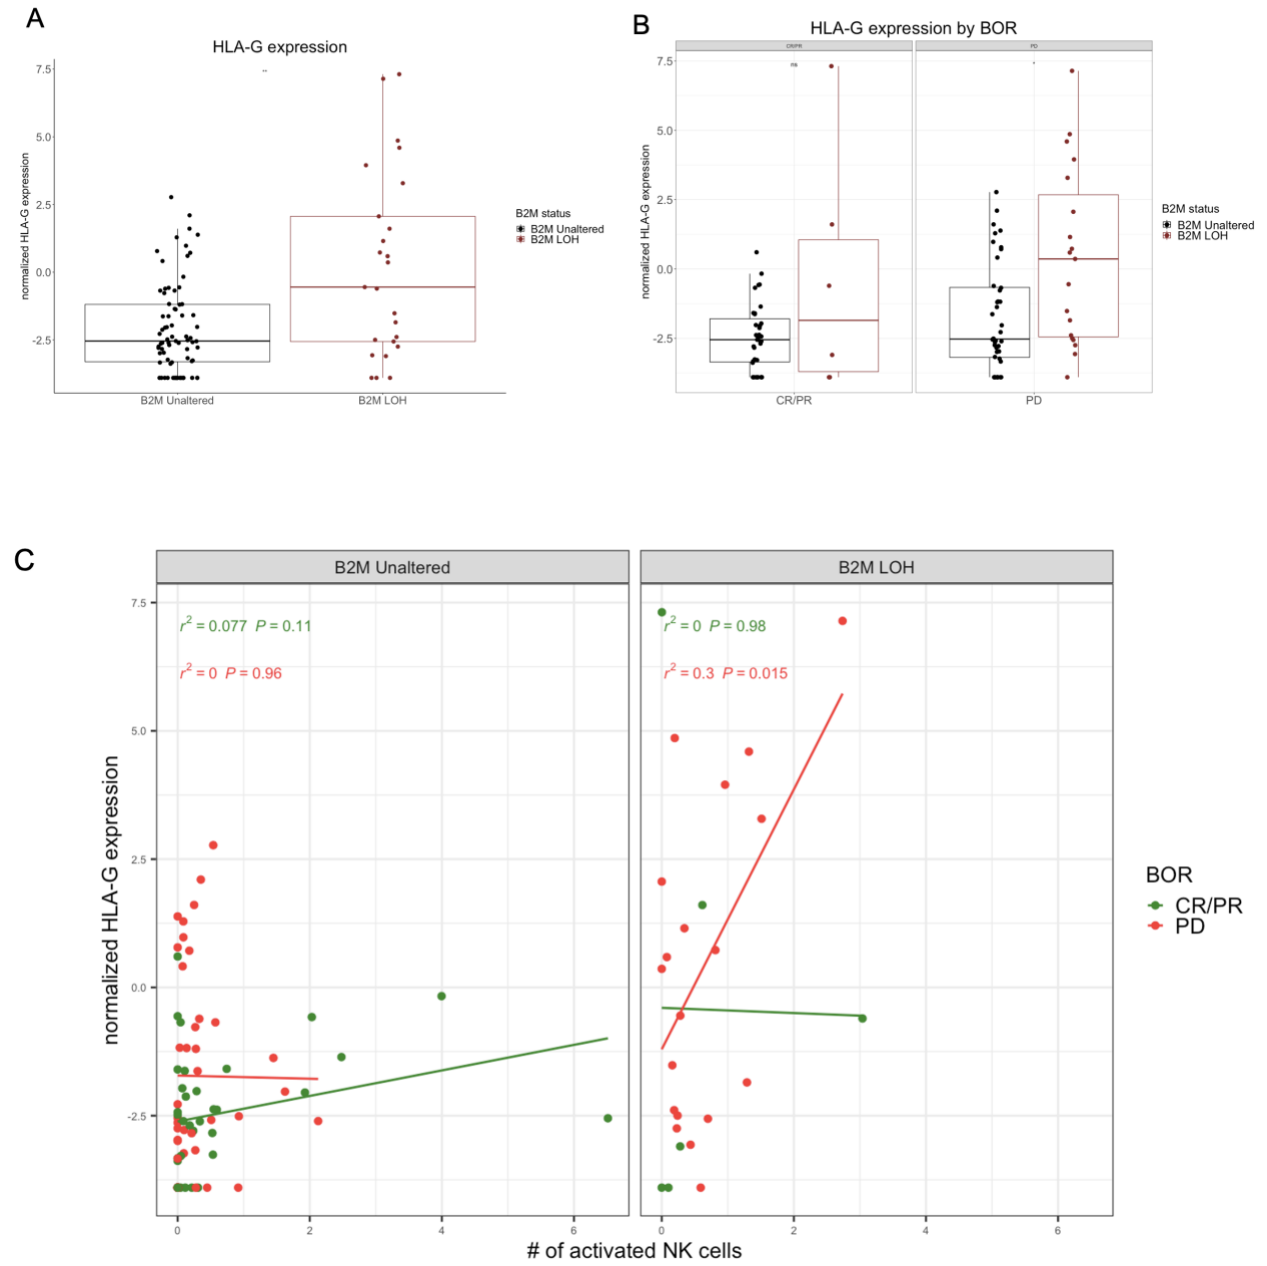 A
HLA-G expression
**
7.5
5.0
2.5
0.0
-2.5
normalized HLA-G expression
B2M Unaltered
B2M LOH
B2M status
B2M Unaltered
B2M LOH
B
HLA-G expression by BOR
CR/PR
PD
ns
*
7.5
5.0
2.5
0.0
-2.5
normalized HLA-G expression
CR/PR
PD
B2M status
B2M Unaltered
B2M LOH
C
B2M Unaltered
B2M LOH
r² = 0.077 P = 0.11
r² = 0 P = 0.96
r² = 0 P = 0.98
r² = 0.3 P = 0.015
7.5
5.0
2.5
0.0
-2.5
normalized HLA-G expression
0 2 4 6
0 2 4 6
# of activated NK cells
BOR
CR/PR
PD